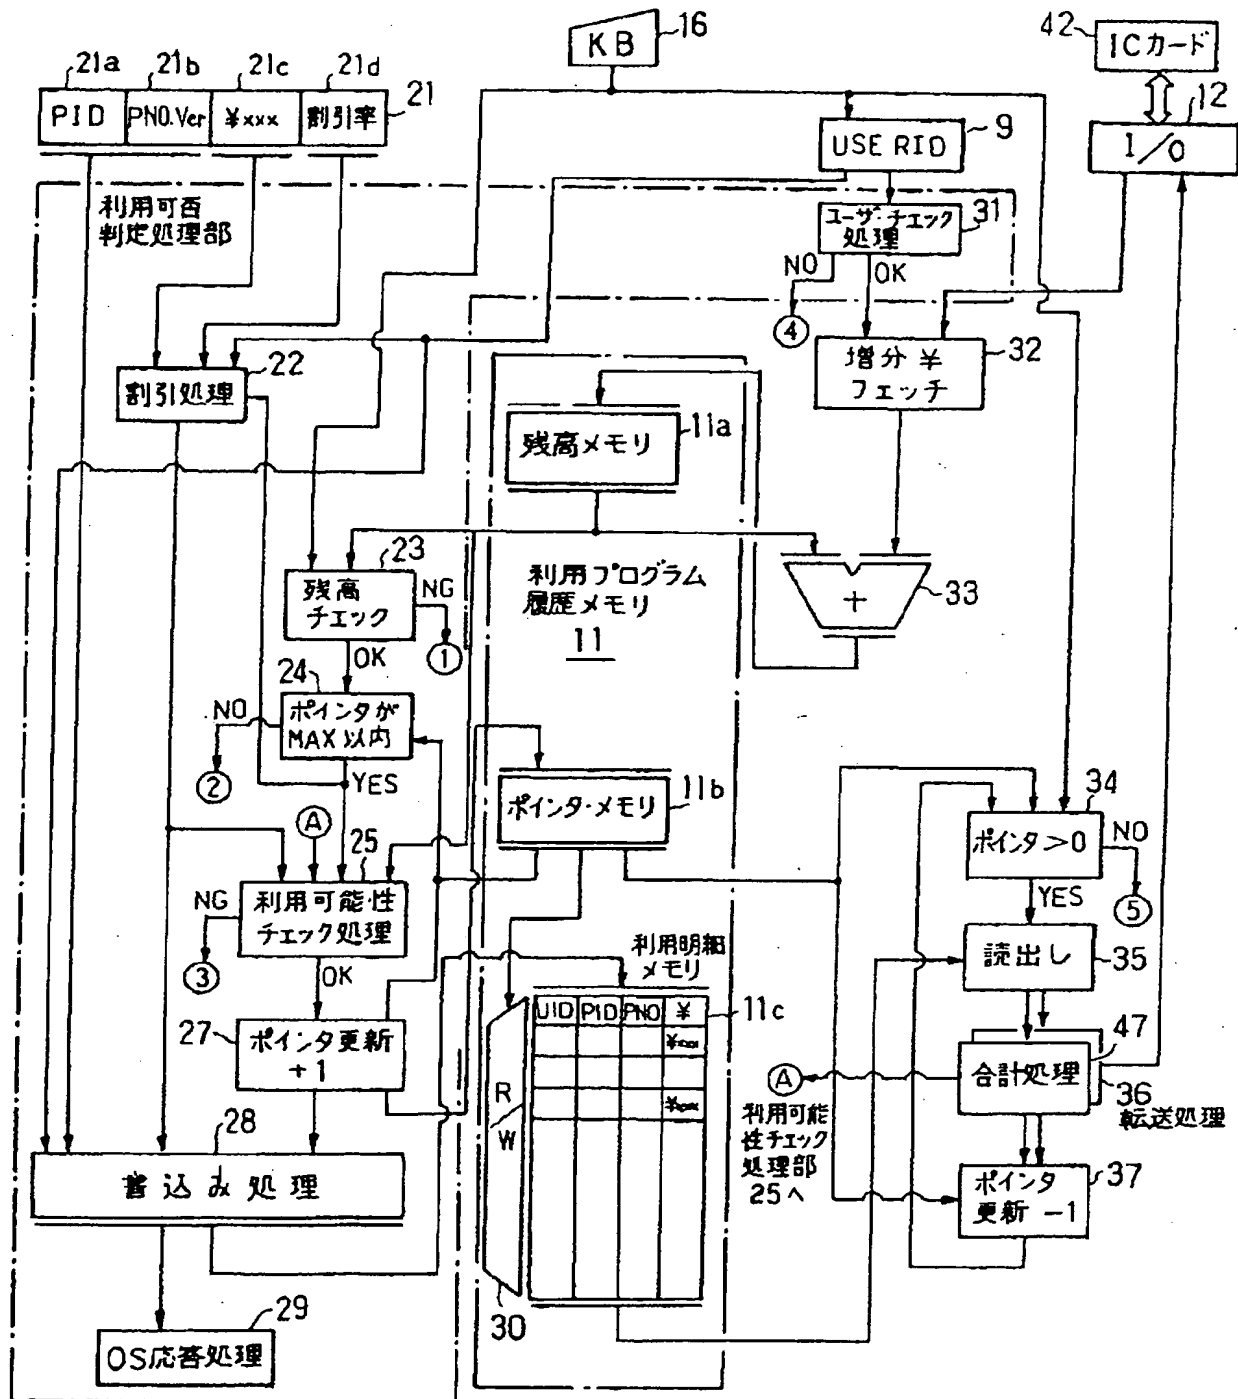 KB
16
42
ICカード
21a
21b
21c
21d
21
PID
PNO.Ver
¥xxx
割引率
12
I/O
9
USERID
利用可否
判定処理部
ユーザ・チェック
処理
31
NO
OK
④
増分 ¥
フェッチ
32
22
割引処理
残高メモリ
11a
23
残高
チェック
NG
①
OK
利用プログラム
履歴メモリ
11
+
33
24
NO
ポインタが
MAX以内
②
YES
ポインタ・メモリ
11b
34
ポインタ>0
NO
⑤
YES
Ⓐ
25
利用可能性
チェック処理
NG
③
OK
読出し
35
利用明細
メモリ
11c
UID
PID
PNO
¥
¥xxx
¥xxx
R/W
30
27
ポインタ更新
+1
47
合計処理
36
転送処理
Ⓐ
利用可能
性チェック
処理部
25へ
28
書込み処理
ポインタ
更新 -1
37
29
OS応答処理